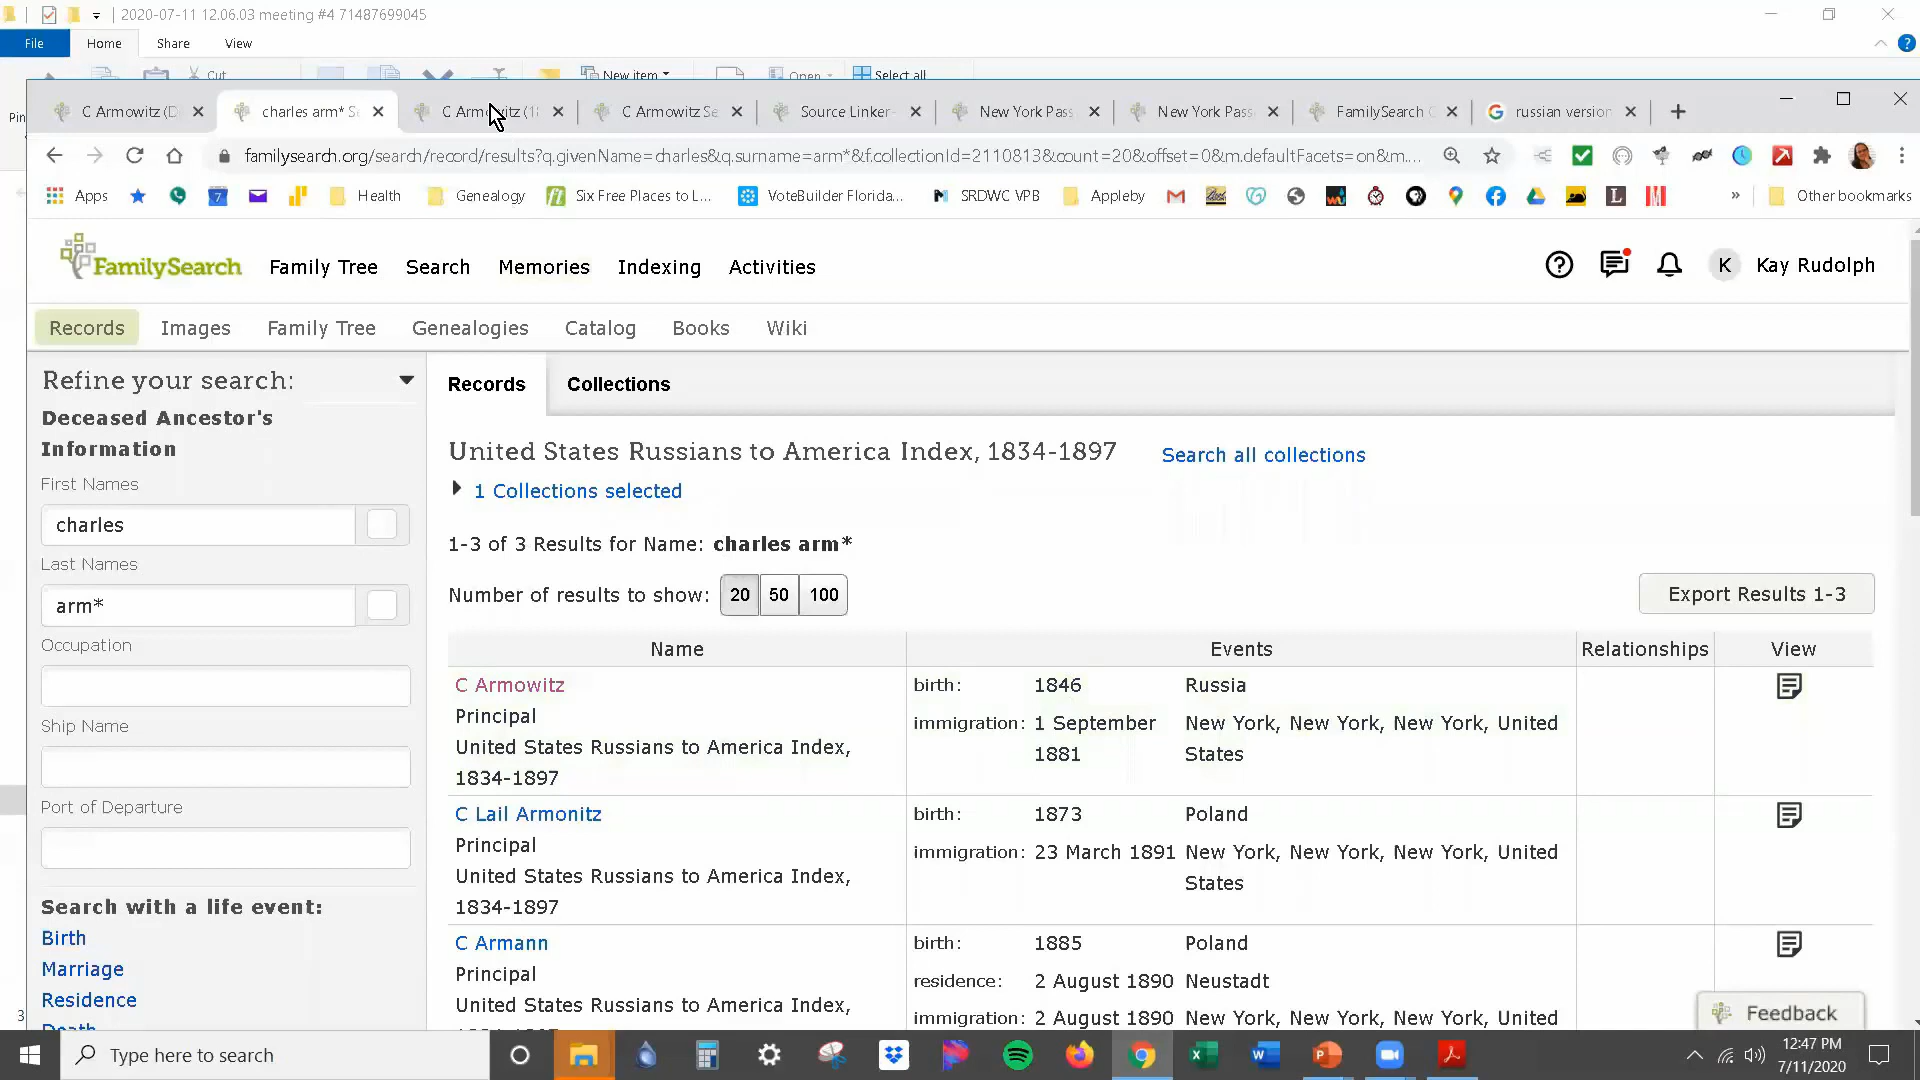 2020-07-11 12.06.03 meeting #4 71487699045
File Home Share View
Cut New item Open Select all
C Armowitz (D charles arm* Se C Armowitz (1 C Armowitz Se Source Linker New York Pass New York Pass FamilySearch russian version
familysearch.org/search/record/results?q.givenName=charles&q.surname=arm*&f.collectionId=2110813&count=20&offset=0&m.defaultFacets=on&m....
Apps Health Genealogy Six Free Places to L... VoteBuilder Florida... SRDWC VPB Appleby » Other bookmarks
FamilySearch Family Tree Search Memories Indexing Activities K Kay Rudolph
Records Images Family Tree Genealogies Catalog Books Wiki
Refine your search:
Deceased Ancestor's
Information
First Names
charles
Last Names
arm*
Occupation
Ship Name
Port of Departure
Search with a life event:
Birth
Marriage
Residence
Death
Records Collections
United States Russians to America Index, 1834-1897 Search all collections
1 Collections selected
1-3 of 3 Results for Name: charles arm*
Number of results to show: 20 50 100 Export Results 1-3
Name Events Relationships View
C Armowitz birth: 1846 Russia
Principal immigration: 1 September New York, New York, New York, United
United States Russians to America Index, 1881 States
1834-1897
C Lail Armonitz birth: 1873 Poland
Principal immigration: 23 March 1891 New York, New York, New York, United
United States Russians to America Index, States
1834-1897
C Armann birth: 1885 Poland
Principal residence: 2 August 1890 Neustadt
United States Russians to America Index, immigration: 2 August 1890 New York, New York, New York, United
1834-1897
Feedback
Type here to search
12:47 PM
7/11/2020